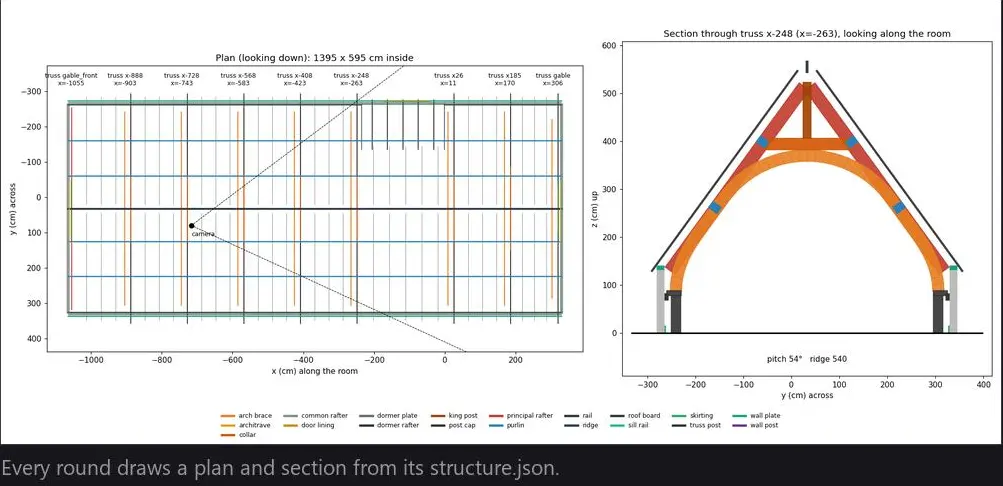 Plan (looking down): 1395 x 595 cm inside
truss gable_front truss x-888 truss x-728 truss x-568 truss x-408 truss x-248 truss x26 truss x185 truss gable
x=-1055 x=-903 x=-743 x=-583 x=-423 x=-263 x=11 x=170 x=306
y (cm) across
−300
−200
−100
0
100
200
300
400
camera
−1000 −800 −600 −400 −200 0 200
x (cm) along the room
Section through truss x-248 (x=-263), looking along the room
z (cm) up
600
500
400
300
200
100
0
pitch 54° ridge 540
−300 −200 −100 0 100 200 300 400
y (cm) across
arch brace common rafter dormer plate king post principal rafter rail roof board skirting wall plate
architrave door lining dormer rafter post cap purlin ridge sill rail truss post wall post
collar
Every round draws a plan and section from its structure.json.